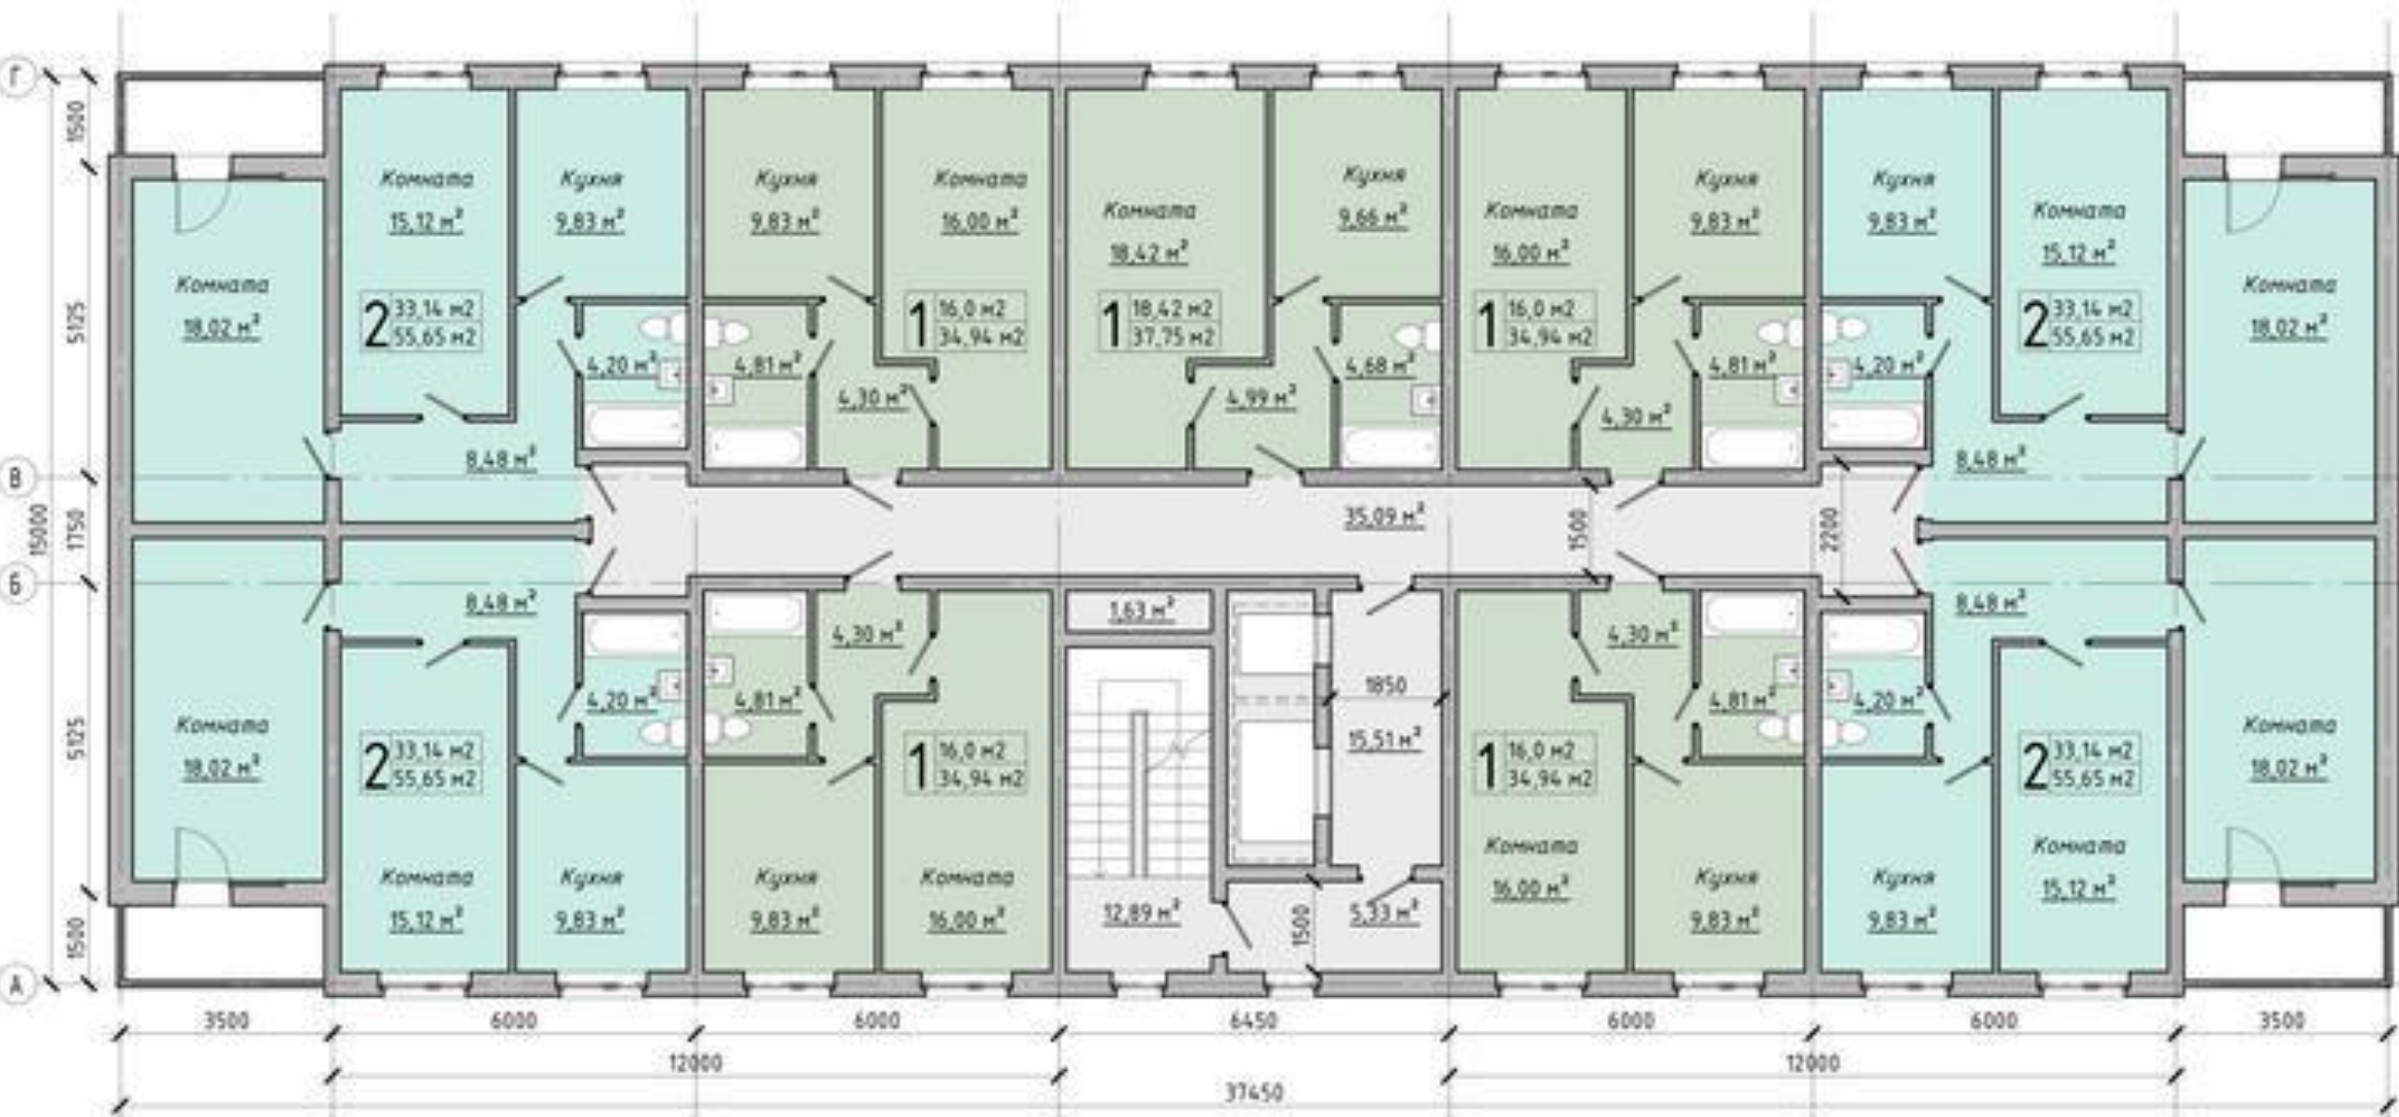 Г
1500
Комната
15,12 м²
Кухня
9,83 м²
Кухня
9,83 м²
Комната
16,00 м²
Комната
18,42 м²
Кухня
9,66 м²
Комната
16,00 м²
Кухня
9,83 м²
Кухня
9,83 м²
Комната
15,12 м²
Комната
18,02 м²
Комната
18,02 м²
5125
2
33,14 м2
55,65 м2
4,20 м²
4,81 м²
1
16,0 м2
34,94 м2
4,30 м²
1
18,42 м2
37,75 м2
4,99 м²
4,68 м²
1
16,0 м2
34,94 м2
4,30 м²
4,81 м²
4,20 м²
2
33,14 м2
55,65 м2
8,48 м²
8,48 м²
В
15000
1750
35,09 м²
1500
2200
Б
8,48 м²
8,48 м²
1,63 м²
4,30 м²
4,30 м²
4,20 м²
4,81 м²
1850
4,81 м²
4,20 м²
5125
Комната
18,02 м²
2
33,14 м2
55,65 м2
1
16,0 м2
34,94 м2
15,51 м²
1
16,0 м2
34,94 м2
2
33,14 м2
55,65 м2
Комната
18,02 м²
Комната
15,12 м²
Кухня
9,83 м²
Кухня
9,83 м²
Комната
16,00 м²
12,89 м²
1500
5,33 м²
Комната
16,00 м²
Кухня
9,83 м²
Кухня
9,83 м²
Комната
15,12 м²
1500
А
3500
6000
6000
6450
6000
6000
3500
12000
12000
37450